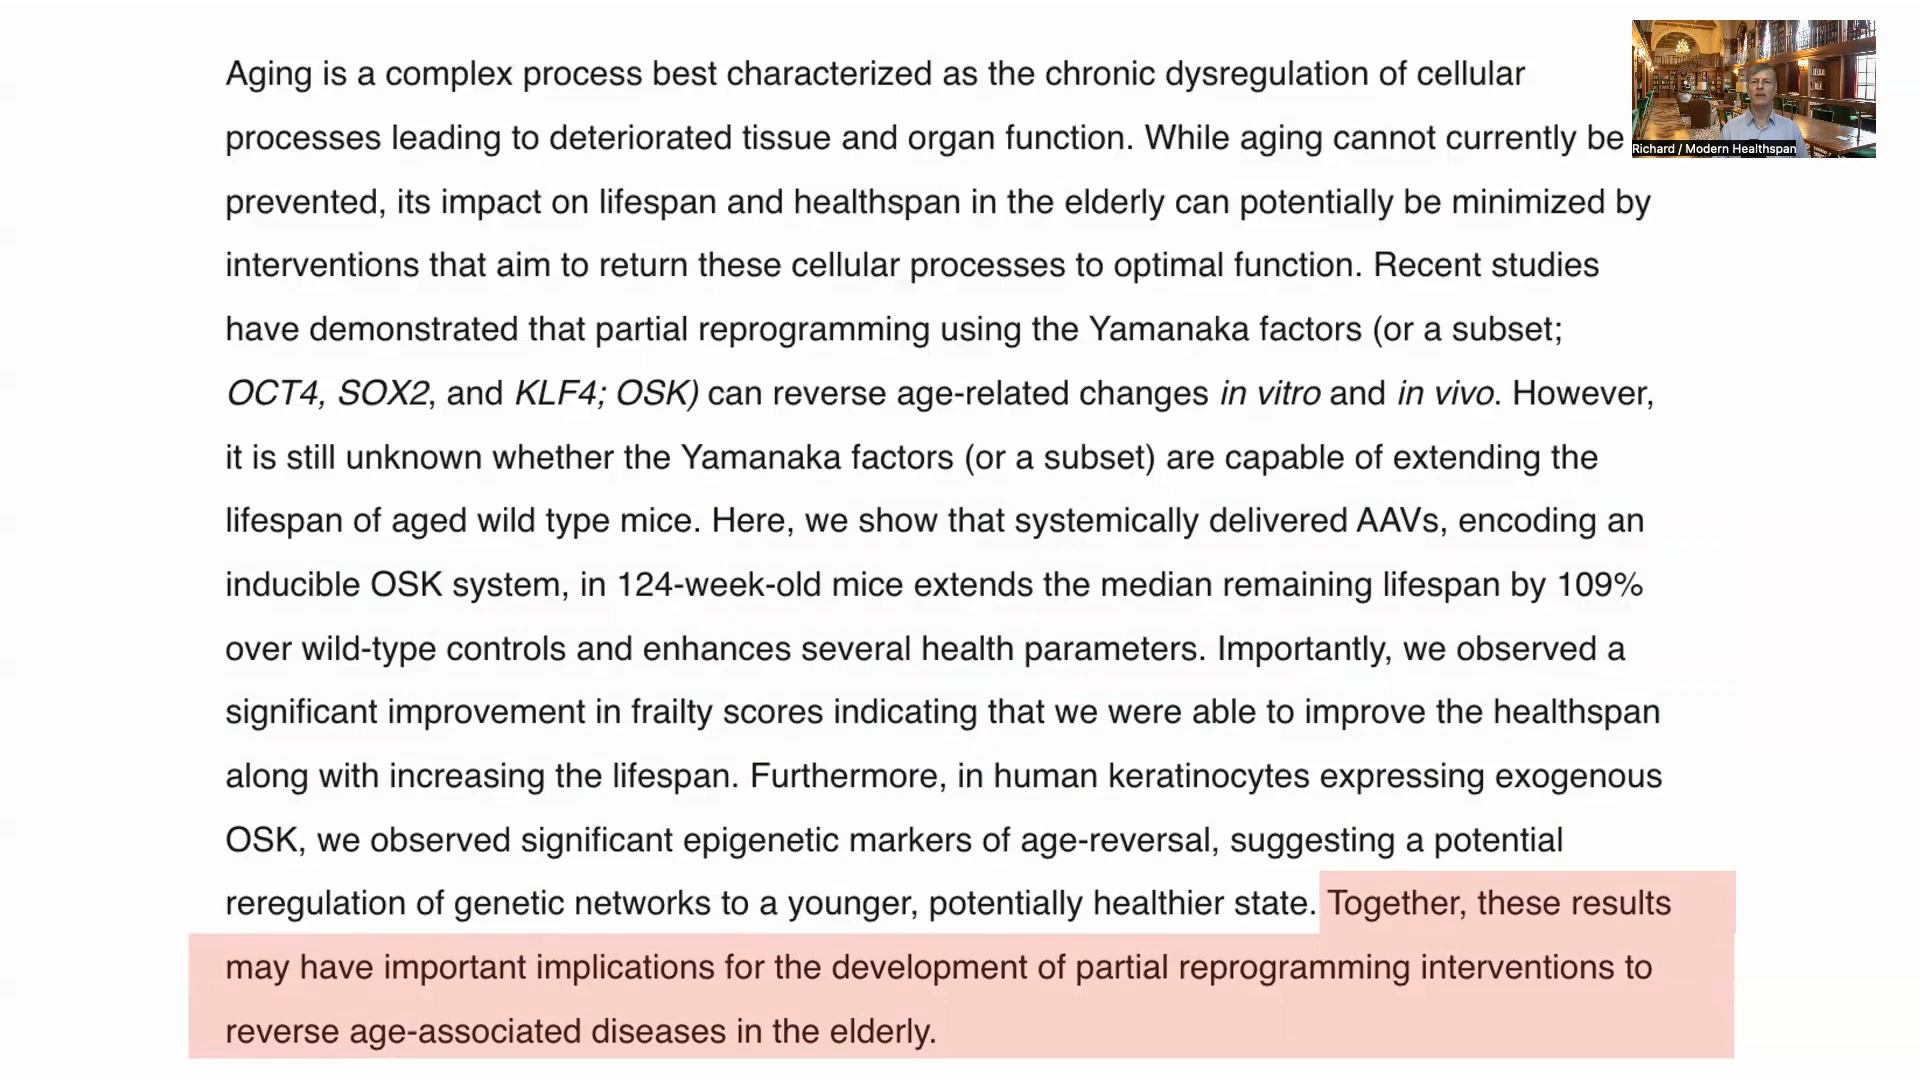 Aging is a complex process best characterized as the chronic dysregulation of cellular
processes leading to deteriorated tissue and organ function. While aging cannot currently be
Richard / Modern Healthspan
prevented, its impact on lifespan and healthspan in the elderly can potentially be minimized by
interventions that aim to return these cellular processes to optimal function. Recent studies
have demonstrated that partial reprogramming using the Yamanaka factors (or a subset;
OCT4, SOX2, and KLF4; OSK) can reverse age-related changes in vitro and in vivo. However,
it is still unknown whether the Yamanaka factors (or a subset) are capable of extending the
lifespan of aged wild type mice. Here, we show that systemically delivered AAVs, encoding an
inducible OSK system, in 124-week-old mice extends the median remaining lifespan by 109%
over wild-type controls and enhances several health parameters. Importantly, we observed a
significant improvement in frailty scores indicating that we were able to improve the healthspan
along with increasing the lifespan. Furthermore, in human keratinocytes expressing exogenous
OSK, we observed significant epigenetic markers of age-reversal, suggesting a potential
reregulation of genetic networks to a younger, potentially healthier state. Together, these results
may have important implications for the development of partial reprogramming interventions to
reverse age-associated diseases in the elderly.